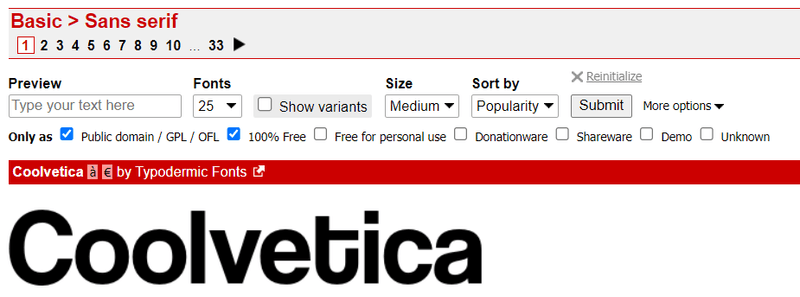 Basic > Sans serif
1 2 3 4 5 6 7 8 9 10 ... 33
Preview Fonts Size Sort by Reinitialize
Type your text here 25 Show variants Medium Popularity Submit More options
Only as Public domain / GPL / OFL 100% Free Free for personal use Donationware Shareware Demo Unknown
Coolvetica à € by Typodermic Fonts
Coolvetica